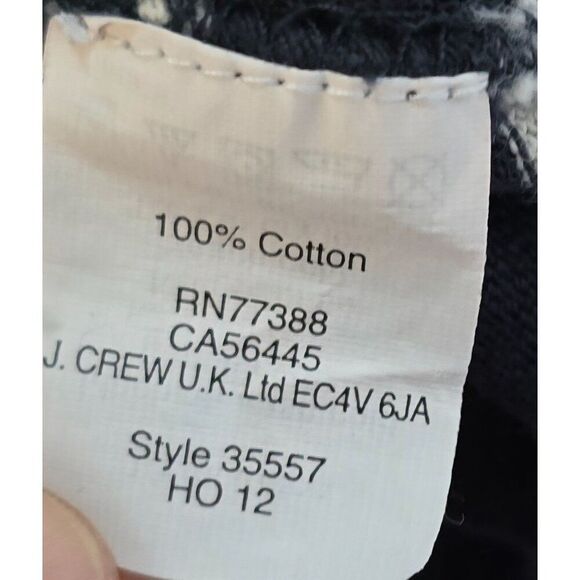 100% Cotton
RN77388
CA56445
J. CREW U.K. Ltd EC4V 6JA
Style 35557
HO 12